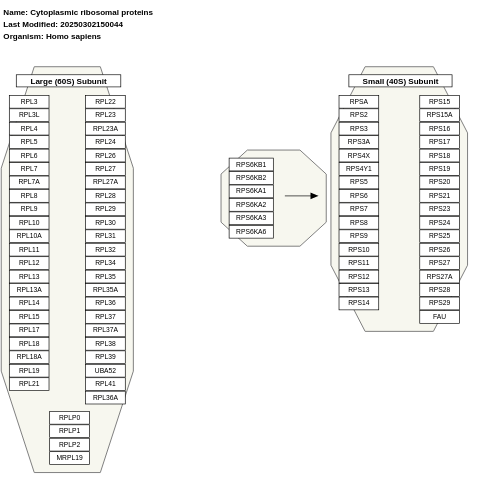 Name: Cytoplasmic ribosomal proteins
Last Modified: 20250302150044
Organism: Homo sapiens
Large (60S) Subunit
RPL3
RPL3L
RPL4
RPL5
RPL6
RPL7
RPL7A
RPL8
RPL9
RPL10
RPL10A
RPL11
RPL12
RPL13
RPL13A
RPL14
RPL15
RPL17
RPL18
RPL18A
RPL19
RPL21
RPL22
RPL23
RPL23A
RPL24
RPL26
RPL27
RPL27A
RPL28
RPL29
RPL30
RPL31
RPL32
RPL34
RPL35
RPL35A
RPL36
RPL37
RPL37A
RPL38
RPL39
UBA52
RPL41
RPL36A
RPLP0
RPLP1
RPLP2
MRPL19
RPS6KB1
RPS6KB2
RPS6KA1
RPS6KA2
RPS6KA3
RPS6KA6
Small (40S) Subunit
RPSA
RPS2
RPS3
RPS3A
RPS4X
RPS4Y1
RPS5
RPS6
RPS7
RPS8
RPS9
RPS10
RPS11
RPS12
RPS13
RPS14
RPS15
RPS15A
RPS16
RPS17
RPS18
RPS19
RPS20
RPS21
RPS23
RPS24
RPS25
RPS26
RPS27
RPS27A
RPS28
RPS29
FAU